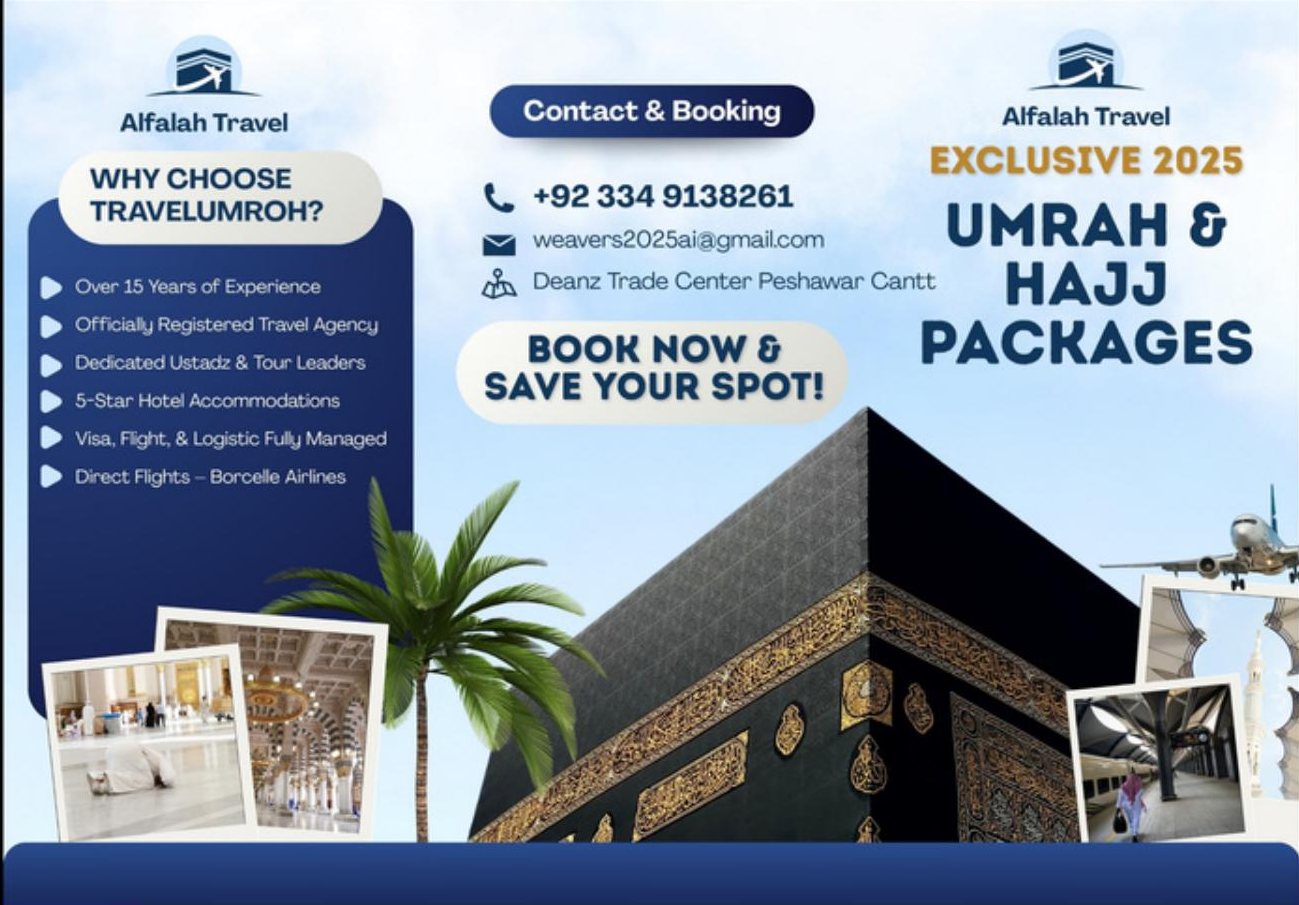 Alfalah Travel
WHY CHOOSE
TRAVELUMROH?
Over 15 Years of Experience
Officially Registered Travel Agency
Dedicated Ustadz & Tour Leaders
5-Star Hotel Accommodations
Visa, Flight, & Logistic Fully Managed
Direct Flights – Borcelle Airlines
Contact & Booking
+92 334 9138261
weavers2025ai@gmail.com
Deanz Trade Center Peshawar Cantt
BOOK NOW &
SAVE YOUR SPOT!
Alfalah Travel
EXCLUSIVE 2025
UMRAH &
HAJJ
PACKAGES